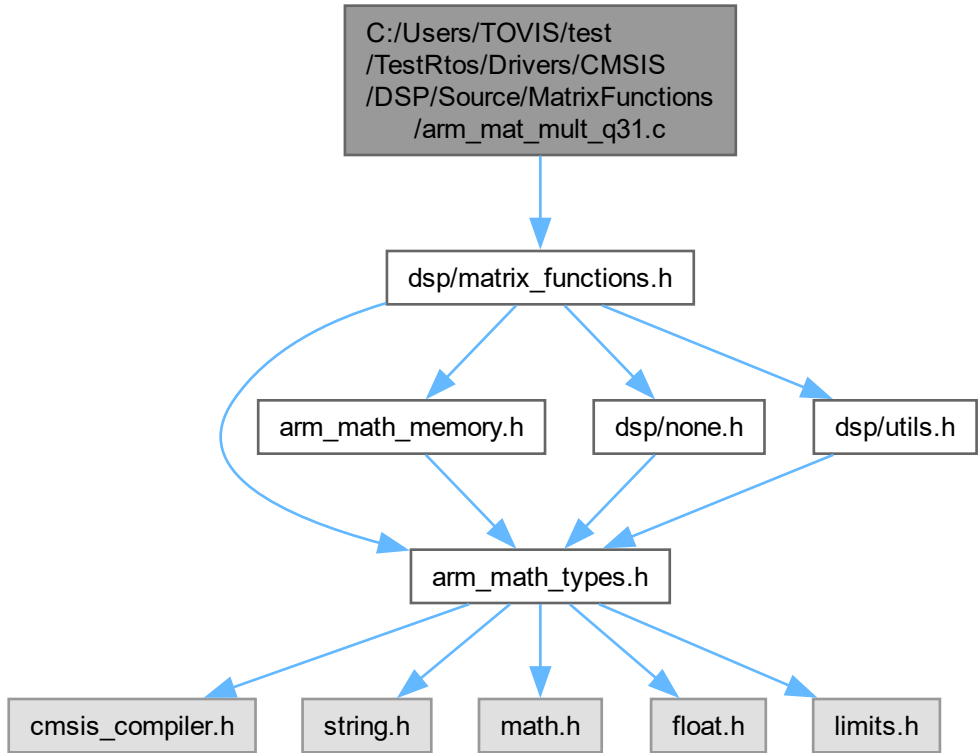 C:/Users/TOVIS/test
/TestRtos/Drivers/CMSIS
/DSP/Source/MatrixFunctions
/arm_mat_mult_q31.c
dsp/matrix_functions.h
arm_math_memory.h
dsp/none.h
dsp/utils.h
arm_math_types.h
cmsis_compiler.h
string.h
math.h
float.h
limits.h